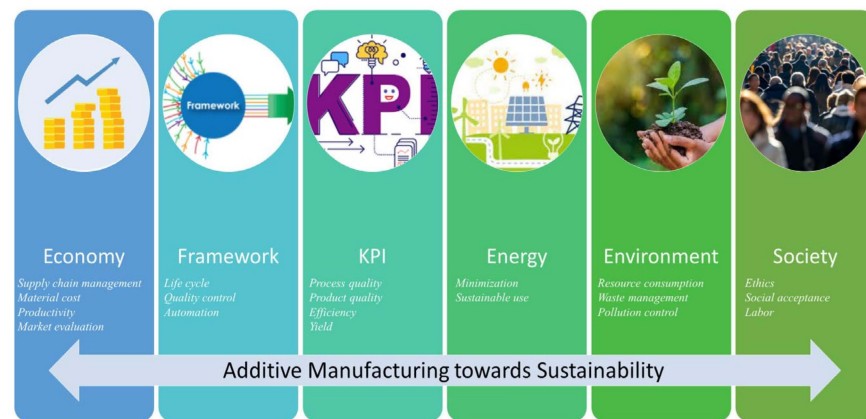 Framework
KPI
Economy
Supply chain management
Material cost
Productivity
Market evaluation
Framework
Life cycle
Quality control
Automation
KPI
Process quality
Product quality
Efficiency
Yield
Energy
Minimization
Sustainable use
Environment
Resource consumption
Waste management
Pollution control
Society
Ethics
Social acceptance
Labor
Additive Manufacturing towards Sustainability